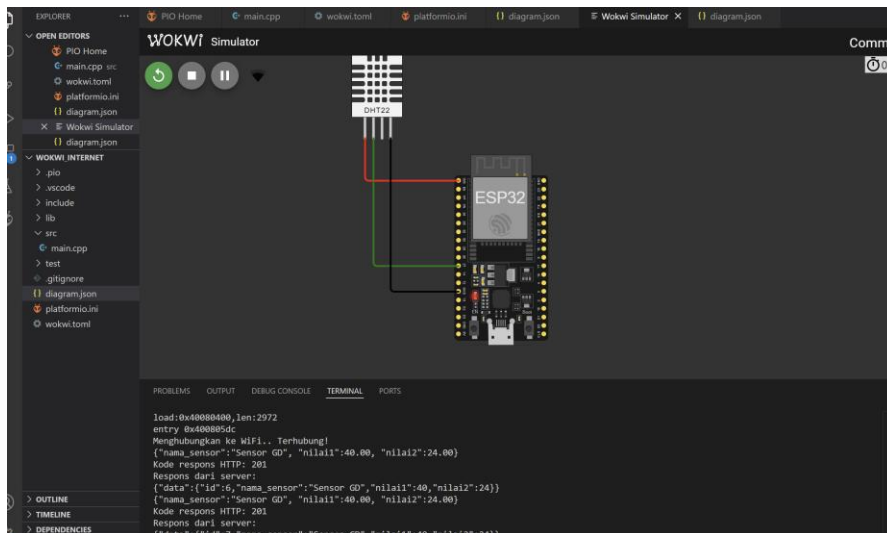 EXPLORER
PIO Home
main.cpp
wokwi.toml
platformio.ini
diagram.json
Wokwi Simulator
diagram.json
OPEN EDITORS
PIO Home
main.cpp src
wokwi.toml
platformio.ini
diagram.json
Wokwi Simulator
diagram.json
WOKWI_INTERNET
.pio
.vscode
include
lib
src
main.cpp
test
.gitignore
diagram.json
platformio.ini
wokwi.toml
OUTLINE
TIMELINE
DEPENDENCIES
WOKWI Simulator
Comm
DHT22
ESP32
PROBLEMS OUTPUT DEBUG CONSOLE TERMINAL PORTS
load:0x40080400,len:2972
entry 0x400805dc
Menghubungkan ke WiFi.. Terhubung!
{"nama_sensor":"Sensor GD", "nilai1":40.00, "nilai2":24.00}
Kode respons HTTP: 201
Respons dari server:
{"data":{"id":6,"nama_sensor":"Sensor GD","nilai1":40,"nilai2":24}}
{"nama_sensor":"Sensor GD", "nilai1":40.00, "nilai2":24.00}
Kode respons HTTP: 201
Respons dari server: